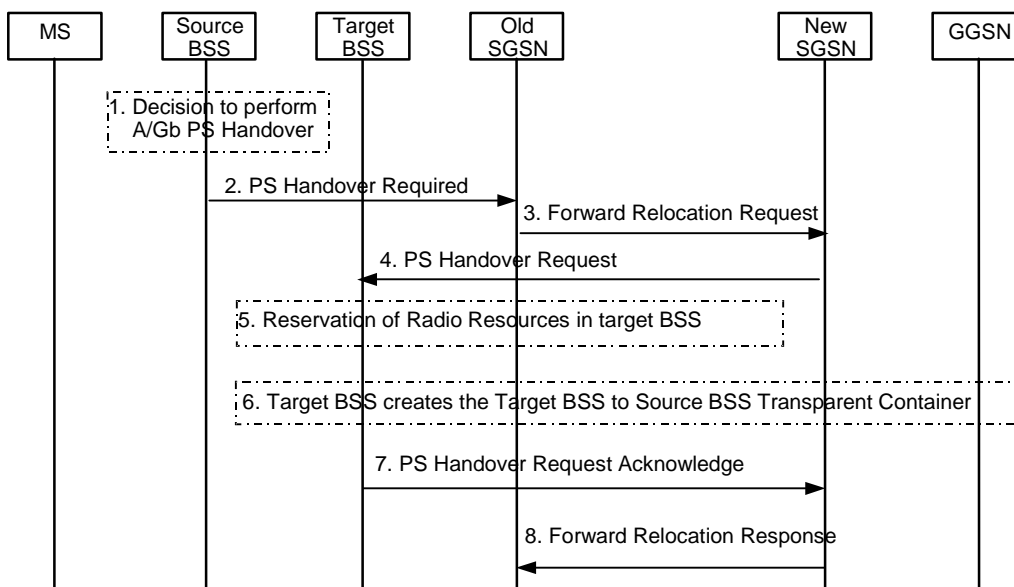 MS
Source
BSS
Target
BSS
Old
SGSN
New
SGSN
GGSN
1. Decision to perform
A/Gb PS Handover
2. PS Handover Required
3. Forward Relocation Request
4. PS Handover Request
5. Reservation of Radio Resources in target BSS
6. Target BSS creates the Target BSS to Source BSS Transparent Container
7. PS Handover Request Acknowledge
8. Forward Relocation Response